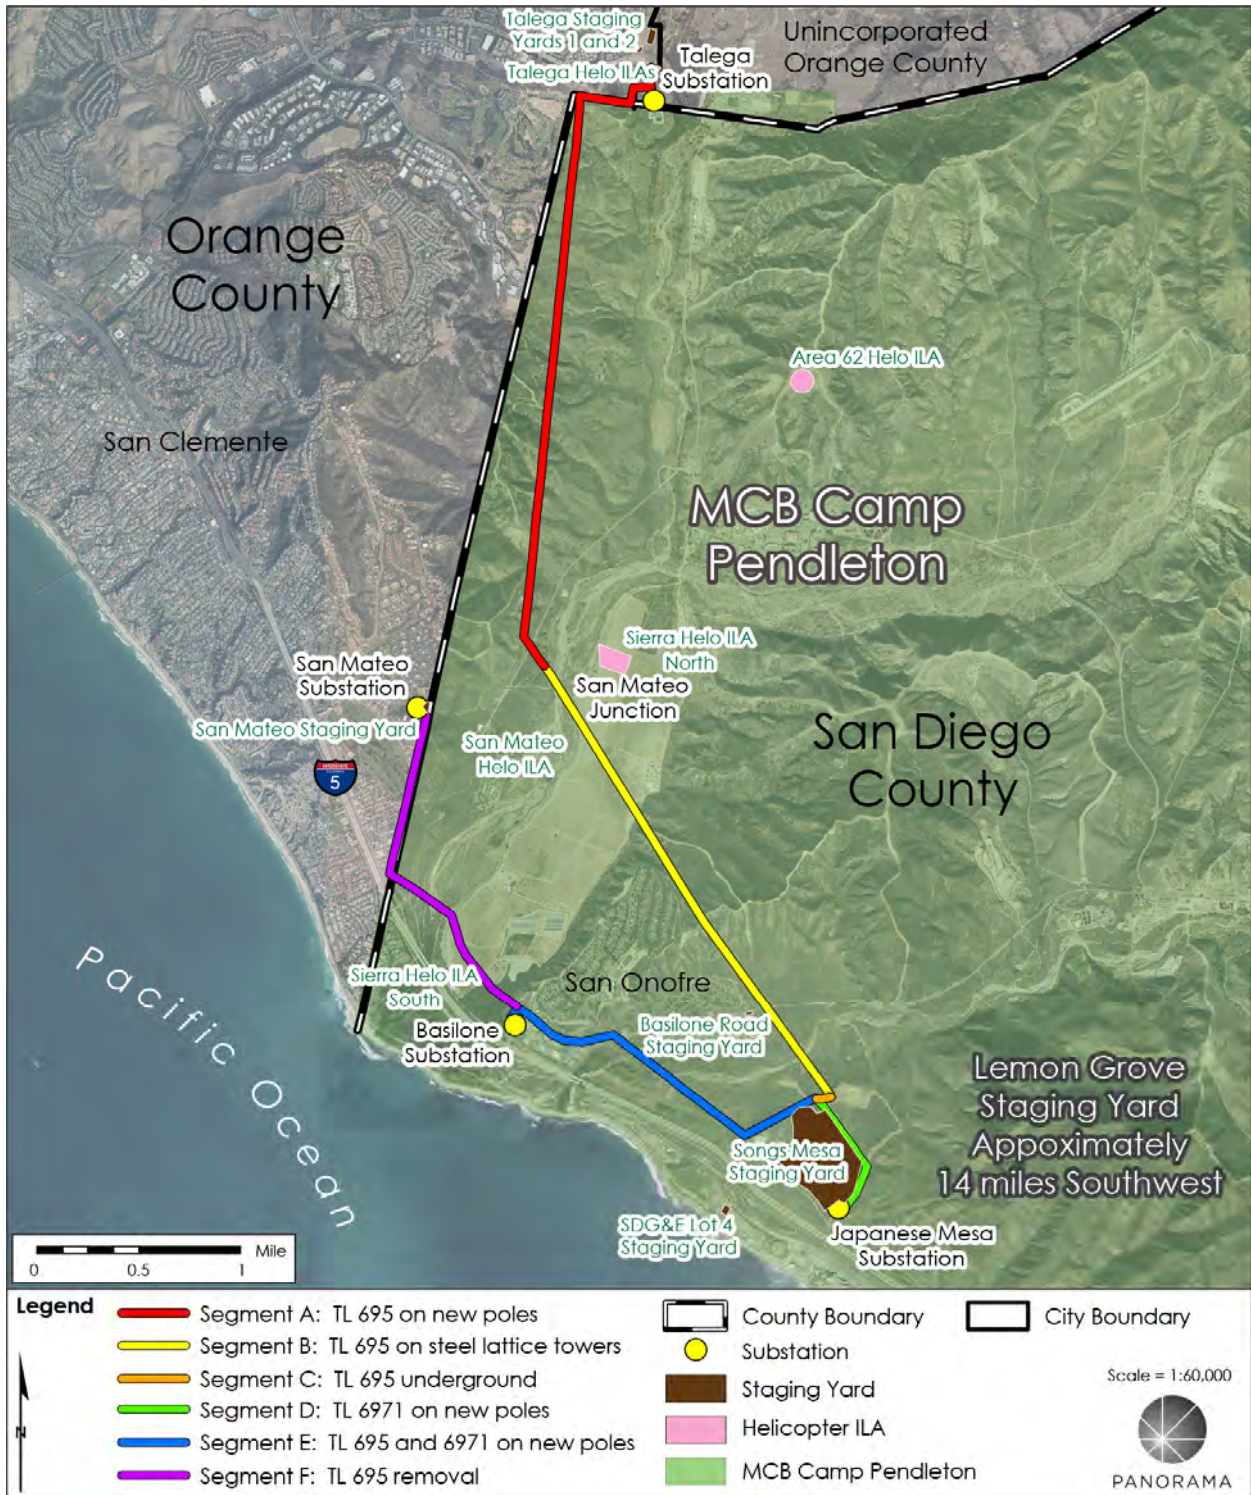 Talega Staging
Yards 1 and 2
Talega Helo ILAs
Talega
Substation
Unincorporated
Orange County
Orange
County
Area 62 Helo ILA
San Clemente
MCB Camp
Pendleton
Sierra Helo ILA
North
San Mateo
Substation
San Mateo
Junction
San Mateo Staging Yard
San Mateo
Helo ILA
San Diego
County
INTERSTATE
CALIFORNIA
5
Pacific Ocean
Sierra Helo ILA
South
San Onofre
Basilone
Substation
Basilone Road
Staging Yard
Lemon Grove
Staging Yard
Appoximately
14 miles Southwest
Songs Mesa
Staging Yard
SDG&E Lot 4
Staging Yard
Japanese Mesa
Substation
Mile
0 0.5 1
Legend
Segment A: TL 695 on new poles
Segment B: TL 695 on steel lattice towers
Segment C: TL 695 underground
Segment D: TL 6971 on new poles
Segment E: TL 695 and 6971 on new poles
Segment F: TL 695 removal
N
County Boundary
City Boundary
Substation
Staging Yard
Helicopter ILA
MCB Camp Pendleton
Scale = 1:60,000
PANORAMA